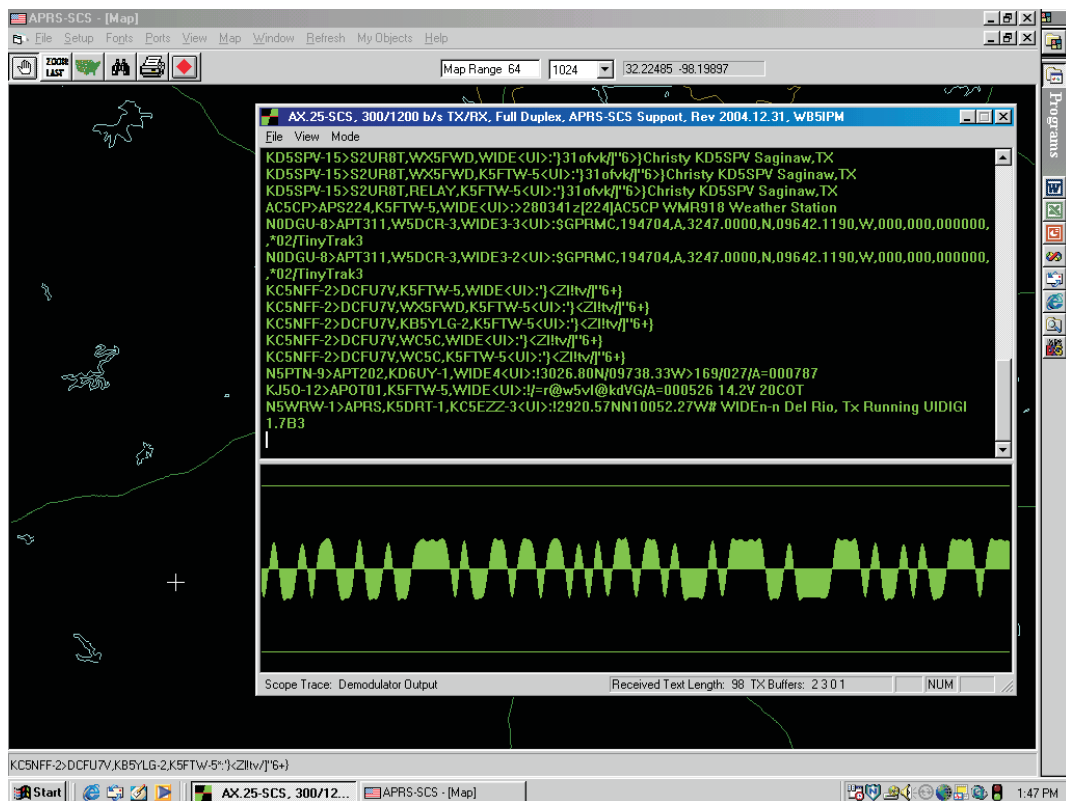 APRS-SCS - [Map]
File Setup Fonts Ports View Map Window Refresh My Objects Help
ZOOM LAST
Map Range 64
1024
32.22485 -98.19897
Programs
AX.25-SCS, 300/1200 b/s TX/RX, Full Duplex, APRS-SCS Support, Rev 2004.12.31, WB5IPM
File View Mode
KD5SPV-15>S2UR8T,WX5FWD,WIDE<UI>:'}31ofvk/]"6>}Christy KD5SPV Saginaw,TX
KD5SPV-15>S2UR8T,WX5FWD,K5FTW-5<UI>:'}31ofvk/]"6>}Christy KD5SPV Saginaw,TX
KD5SPV-15>S2UR8T,RELAY,K5FTW-5<UI>:'}31ofvk/]"6>}Christy KD5SPV Saginaw,TX
AC5CP>APS224,K5FTW-5,WIDE<UI>:>280341z[224]AC5CP WMR918 Weather Station
N0DGU-8>APT311,W5DCR-3,WIDE3-3<UI>:$GPRMC,194704,A,3247.0000,N,09642.1190,W,000,000,000000,
,*02/TinyTrak3
N0DGU-8>APT311,W5DCR-3,WIDE3-2<UI>:$GPRMC,194704,A,3247.0000,N,09642.1190,W,000,000,000000,
,*02/TinyTrak3
KC5NFF-2>DCFU7V,K5FTW-5,WIDE<UI>:'}<ZI!tv/]"6+}
KC5NFF-2>DCFU7V,WX5FWD,K5FTW-5<UI>:'}<ZI!tv/]"6+}
KC5NFF-2>DCFU7V,KB5YLG-2,K5FTW-5<UI>:'}<ZI!tv/]"6+}
KC5NFF-2>DCFU7V,WC5C,WIDE<UI>:'}<ZI!tv/]"6+}
KC5NFF-2>DCFU7V,WC5C,K5FTW-5<UI>:'}<ZI!tv/]"6+}
N5PTN-9>APT202,KD6UY-1,WIDE4<UI>:!3026.80N/09738.33W>169/027/A=000787
KJ5O-12>APOT01,K5FTW-5,WIDE<UI>:!/=r@w5vl@kdVG/A=000526 14.2V 20COT
N5WRW-1>APRS,K5DRT-1,KC5EZZ-3<UI>:!2920.57NN10052.27W# WIDEn-n Del Rio, Tx Running UIDIGI
1.7B3
Scope Trace: Demodulator Output
Received Text Length: 98 TX Buffers: 2 3 0 1
NUM
KC5NFF-2>DCFU7V,KB5YLG-2,K5FTW-5*:'}<ZI!tv/]"6+}
Start
AX.25-SCS, 300/12...
APRS-SCS - [Map]
1:47 PM